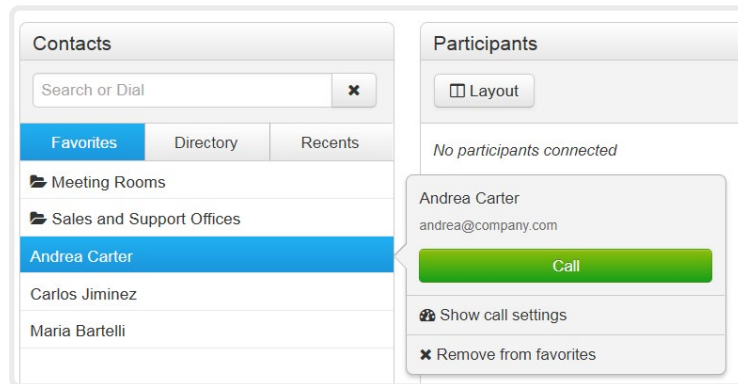 Contacts
Search or Dial
Favorites Directory Recents
Meeting Rooms
Sales and Support Offices
Andrea Carter
Carlos Jiminez
Maria Bartelli
Participants
Layout
No participants connected
Andrea Carter
andrea@company.com
Call
Show call settings
Remove from favorites